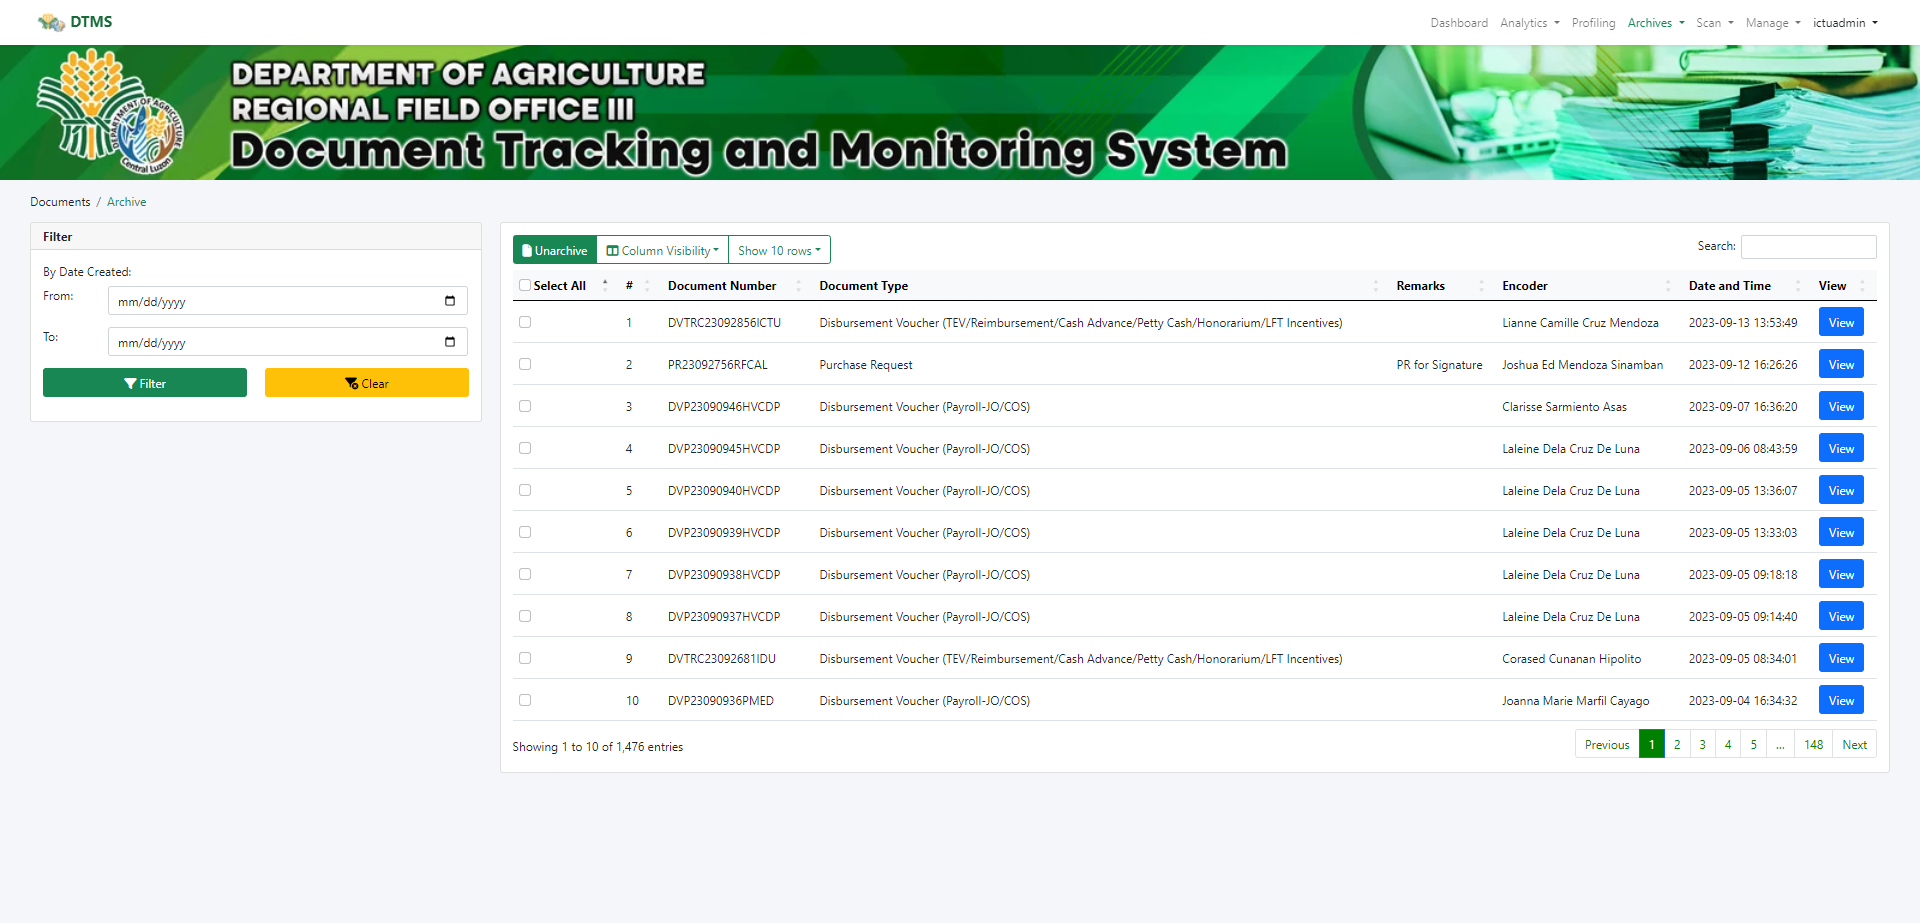 DTMS
Dashboard Analytics Profiling Archives Scan Manage ictuadmin
DEPARTMENT OF AGRICULTURE
REGIONAL FIELD OFFICE III
Document Tracking and Monitoring System
DEPARTMENT OF AGRICULTURE
Central Luzon
Documents / Archive
Filter
By Date Created:
From: mm/dd/yyyy
To: mm/dd/yyyy
Filter Clear
Unarchive Column Visibility Show 10 rows Search:
Select All # Document Number Document Type Remarks Encoder Date and Time View
1 DVTRC23092856ICTU Disbursement Voucher (TEV/Reimbursement/Cash Advance/Petty Cash/Honorarium/LFT Incentives) Lianne Camille Cruz Mendoza 2023-09-13 13:53:49 View
2 PR23092756RFCAL Purchase Request PR for Signature Joshua Ed Mendoza Sinamban 2023-09-12 16:26:26 View
3 DVP23090946HVCDP Disbursement Voucher (Payroll-JO/COS) Clarisse Sarmiento Asas 2023-09-07 16:36:20 View
4 DVP23090945HVCDP Disbursement Voucher (Payroll-JO/COS) Laleine Dela Cruz De Luna 2023-09-06 08:43:59 View
5 DVP23090940HVCDP Disbursement Voucher (Payroll-JO/COS) Laleine Dela Cruz De Luna 2023-09-05 13:36:07 View
6 DVP23090939HVCDP Disbursement Voucher (Payroll-JO/COS) Laleine Dela Cruz De Luna 2023-09-05 13:33:03 View
7 DVP23090938HVCDP Disbursement Voucher (Payroll-JO/COS) Laleine Dela Cruz De Luna 2023-09-05 09:18:18 View
8 DVP23090937HVCDP Disbursement Voucher (Payroll-JO/COS) Laleine Dela Cruz De Luna 2023-09-05 09:14:40 View
9 DVTRC23092681IDU Disbursement Voucher (TEV/Reimbursement/Cash Advance/Petty Cash/Honorarium/LFT Incentives) Corased Cunanan Hipolito 2023-09-05 08:34:01 View
10 DVP23090936PMED Disbursement Voucher (Payroll-JO/COS) Joanna Marie Marfil Cayago 2023-09-04 16:34:32 View
Showing 1 to 10 of 1,476 entries
Previous 1 2 3 4 5 ... 148 Next